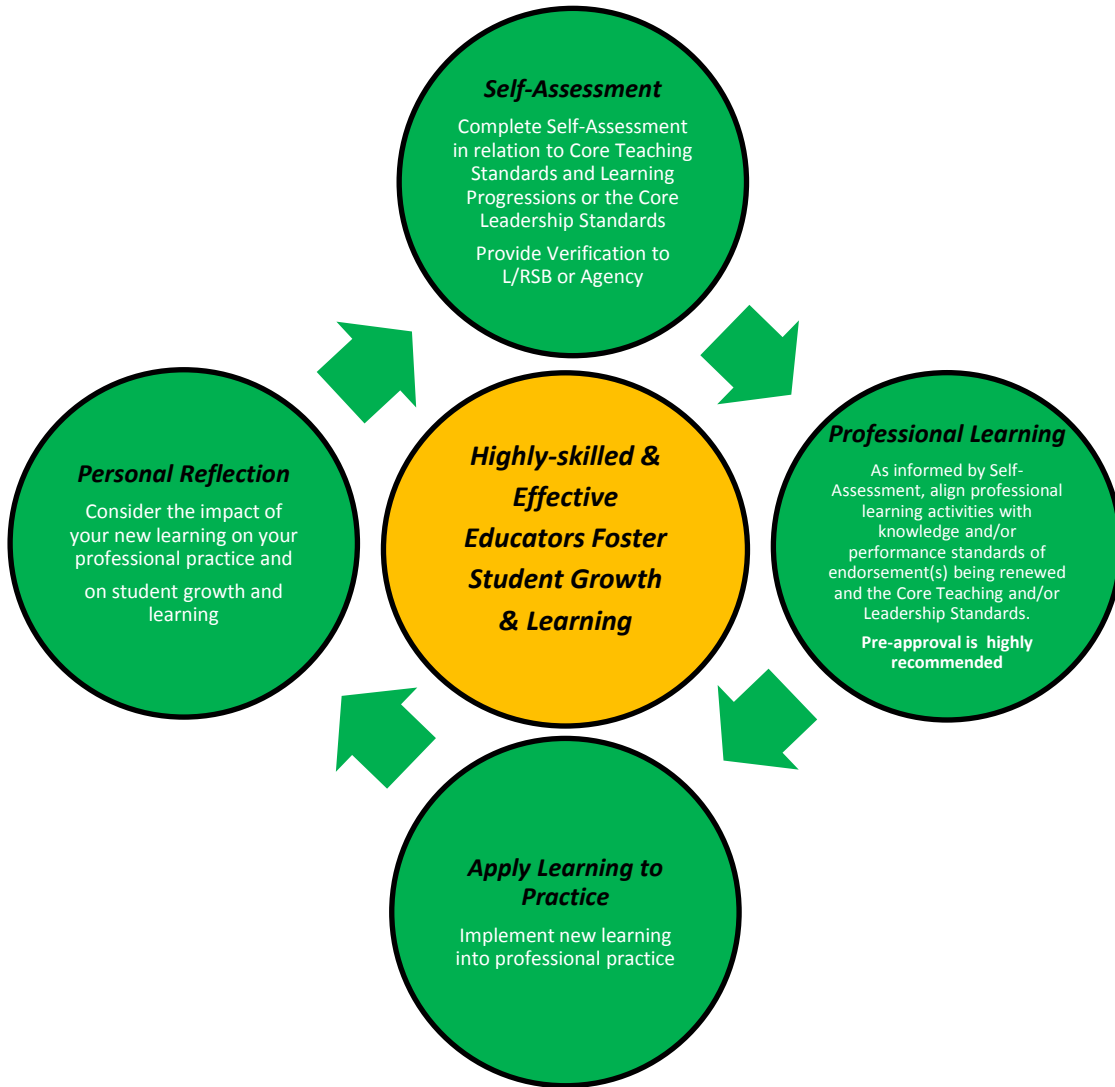 Self-Assessment
Complete Self-Assessment
in relation to Core Teaching
Standards and Learning
Progressions or the Core
Leadership Standards
Provide Verification to
L/RSB or Agency
Professional Learning
As informed by Self-
Assessment, align professional
learning activities with
knowledge and/or
performance standards of
endorsement(s) being renewed
and the Core Teaching and/or
Leadership Standards.
Pre-approval is highly
recommended
Apply Learning to
Practice
Implement new learning
into professional practice
Personal Reflection
Consider the impact of
your new learning on your
professional practice and
on student growth and
learning
Highly-skilled &
Effective
Educators Foster
Student Growth
& Learning